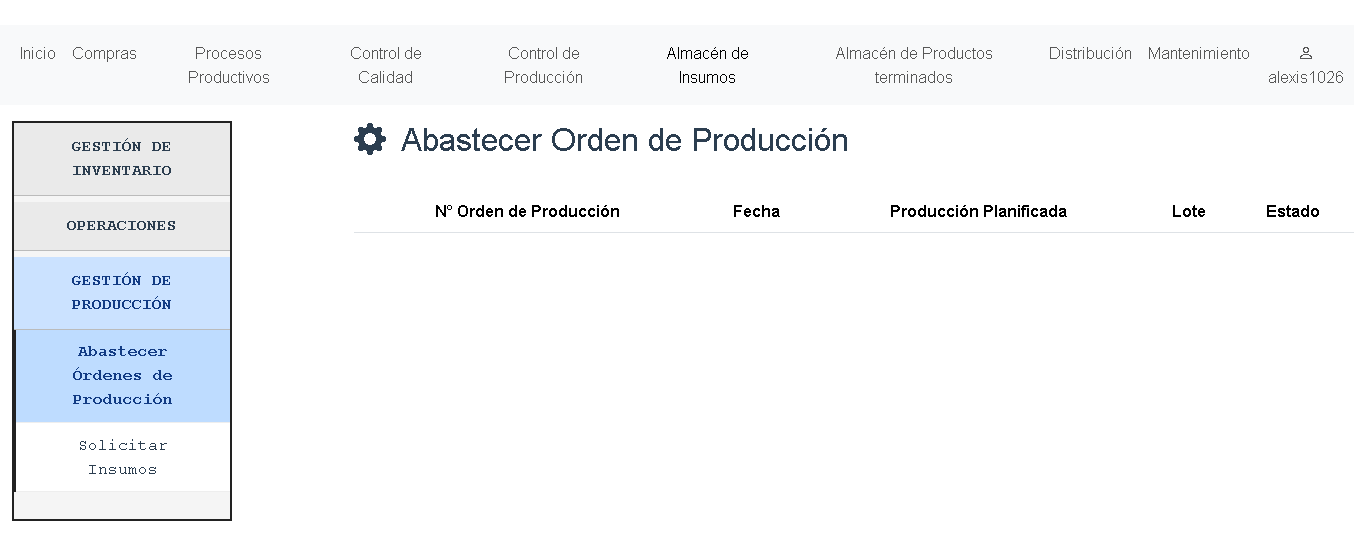 Inicio Compras Procesos Control de Control de Almacén de Almacén de Productos Distribución Mantenimiento
Productivos Calidad Producción Insumos terminados alexis1026
GESTIÓN DE
INVENTARIO
OPERACIONES
GESTIÓN DE
PRODUCCIÓN
Abastecer
Órdenes de
Producción
Solicitar
Insumos
Abastecer Orden de Producción
N° Orden de Producción Fecha Producción Planificada Lote Estado